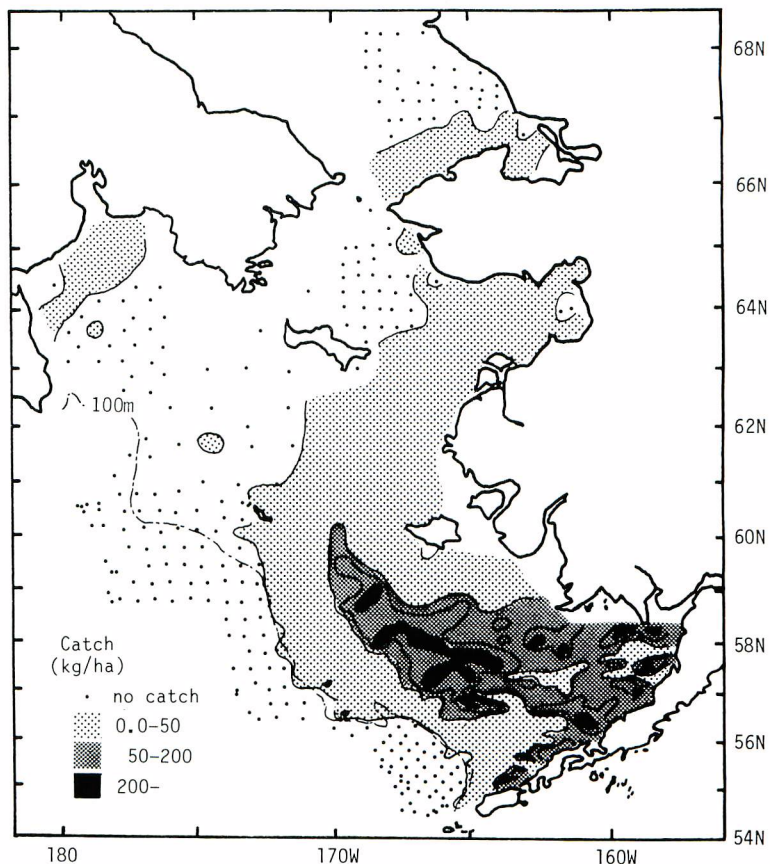 68N
66N
64N
100m
62N
60N
58N
Catch
(kg/ha)
no catch
0.0-50
50-200
200-
56N
54N
180
170W
160W